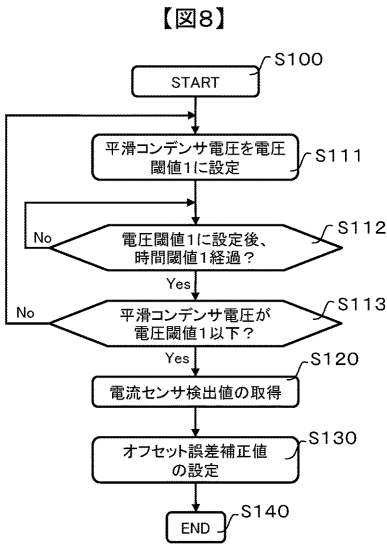 【図８】
START
S100
平滑コンデンサ電圧を電圧
閾値１に設定
S111
電圧閾値１に設定後、
時間閾値１経過？
S112
No
Yes
平滑コンデンサ電圧が
電圧閾値１以下？
S113
No
Yes
電流センサ検出値の取得
S120
オフセット誤差補正値
の設定
S130
END
S140